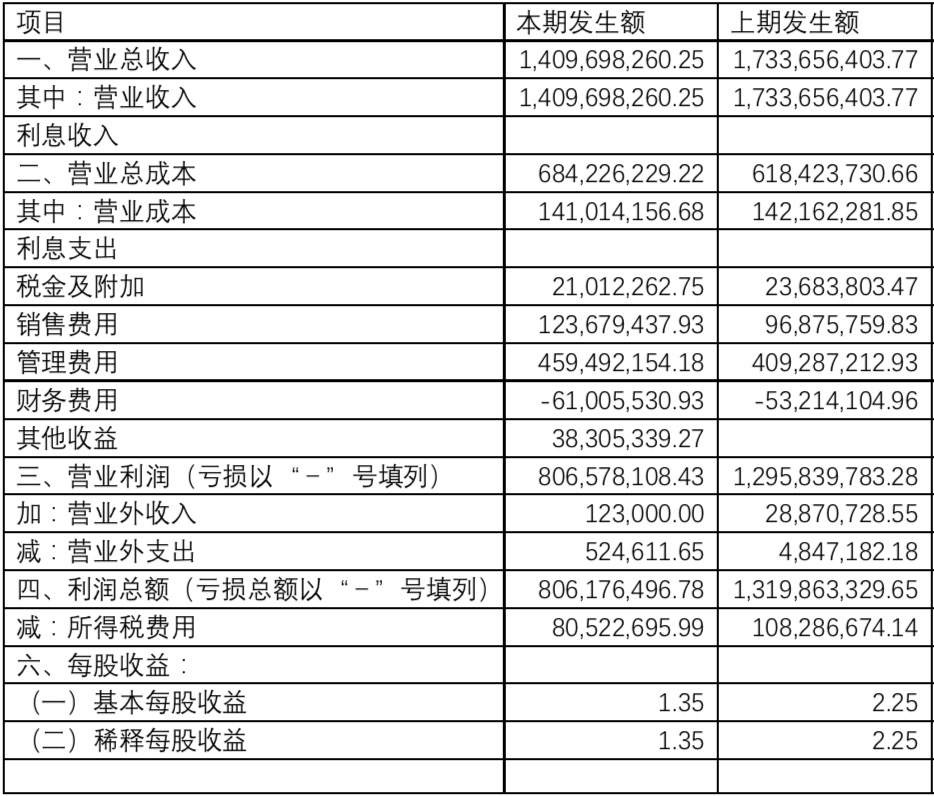 项目 本期发生额 上期发生额
一、营业总收入 1,409,698,260.25 1,733,656,403.77
其中：营业收入 1,409,698,260.25 1,733,656,403.77
利息收入
二、营业总成本 684,226,229.22 618,423,730.66
其中：营业成本 141,014,156.68 142,162,281.85
利息支出
税金及附加 21,012,262.75 23,683,803.47
销售费用 123,679,437.93 96,875,759.83
管理费用 459,492,154.18 409,287,212.93
财务费用 -61,005,530.93 -53,214,104.96
其他收益 38,305,339.27
三、营业利润（亏损以“－”号填列） 806,578,108.43 1,295,839,783.28
加：营业外收入 123,000.00 28,870,728.55
减：营业外支出 524,611.65 4,847,182.18
四、利润总额（亏损总额以“－”号填列） 806,176,496.78 1,319,863,329.65
减：所得税费用 80,522,695.99 108,286,674.14
六、每股收益：
（一）基本每股收益 1.35 2.25
（二）稀释每股收益 1.35 2.25